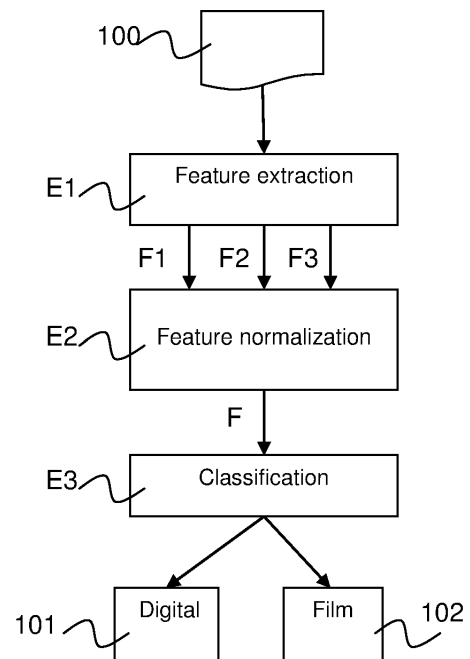 100
Feature extraction
E1
F1 F2 F3
Feature normalization
E2
F
Classification
E3
Digital
Film
101
102